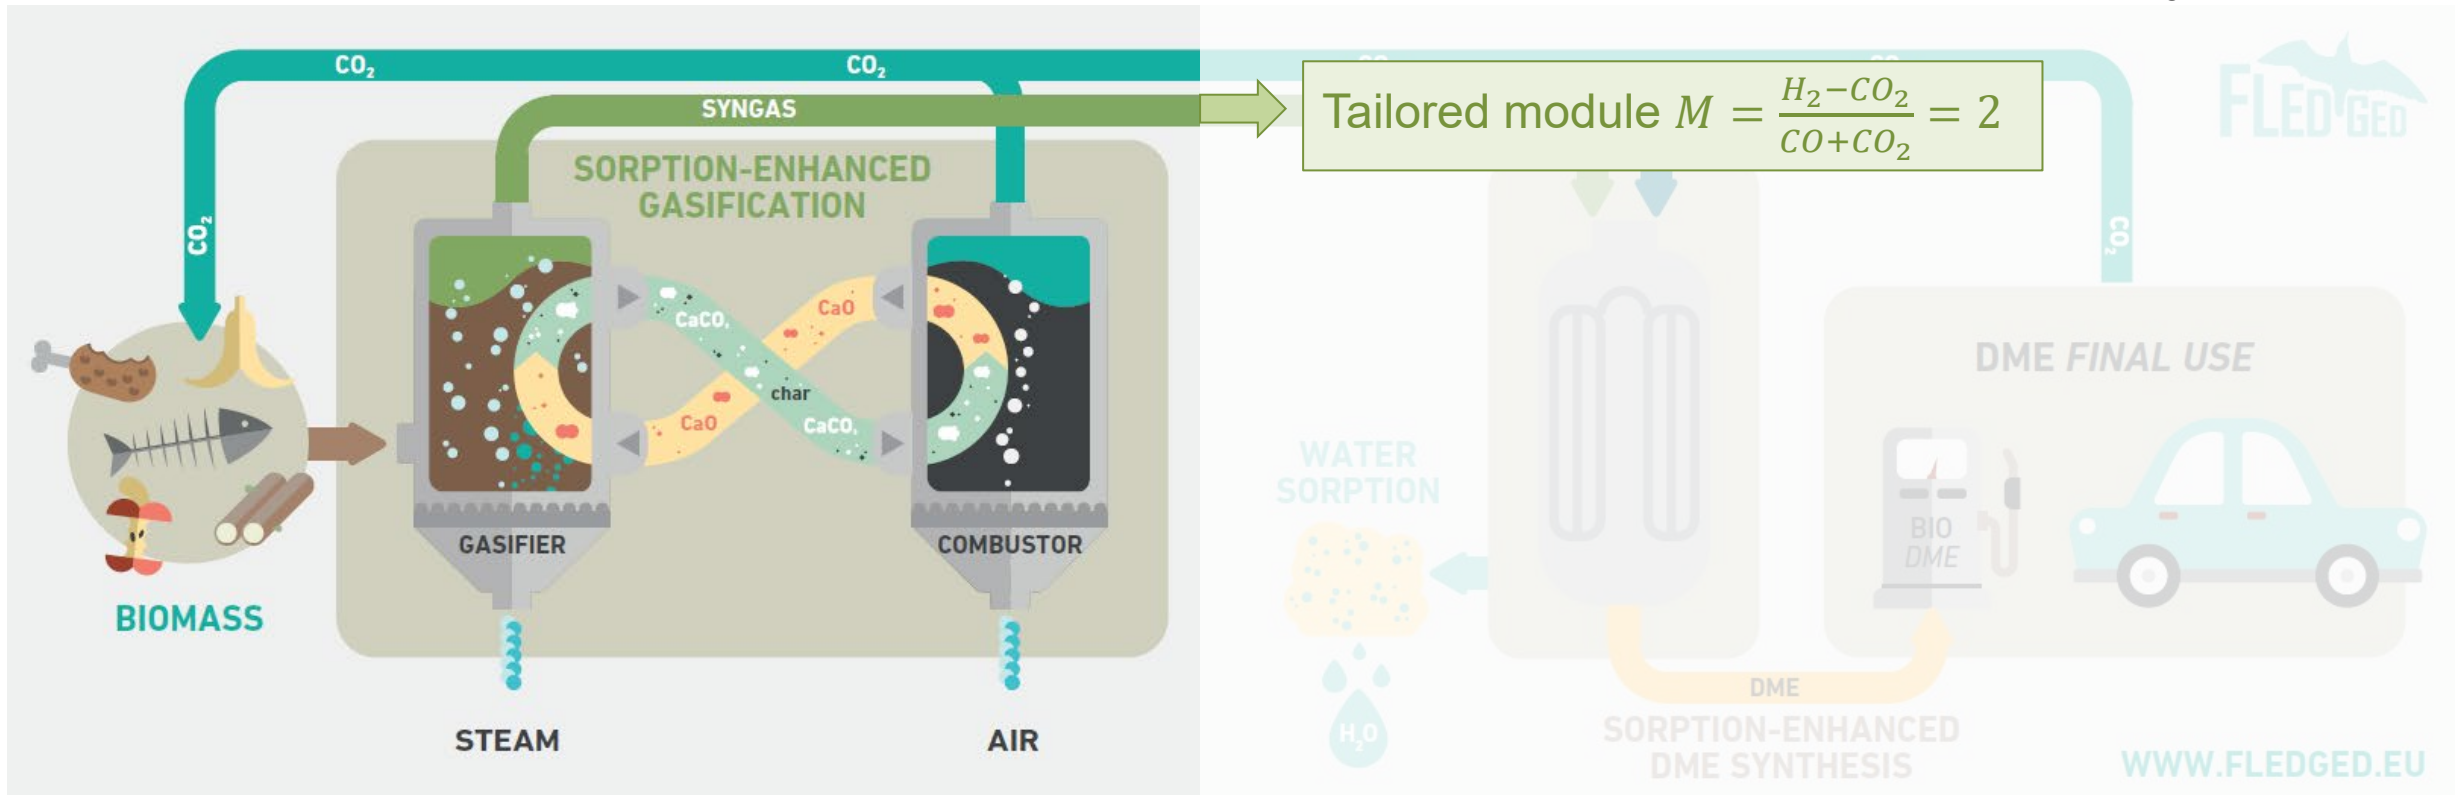 CO₂
CO₂
SYNGAS
Tailored module M = (H₂−CO₂)/(CO+CO₂) = 2
FLEDGED
SORPTION-ENHANCED
GASIFICATION
CO₂
CO₂
CaCO₃
CaO
char
CaO
CaCO₃
DME FINAL USE
WATER
SORPTION
GASIFIER
COMBUSTOR
BIO
DME
BIOMASS
DME
STEAM
AIR
H₂O
SORPTION-ENHANCED
DME SYNTHESIS
WWW.FLEDGED.EU